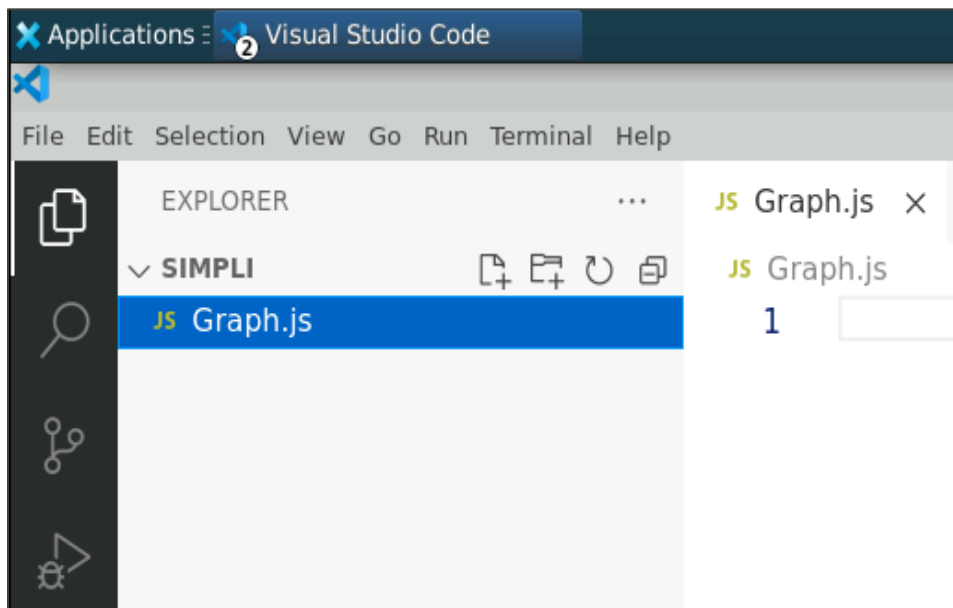 Applications
2 Visual Studio Code
File Edit Selection View Go Run Terminal Help
EXPLORER ...
JS Graph.js ×
SIMPLI
JS Graph.js
JS Graph.js
1